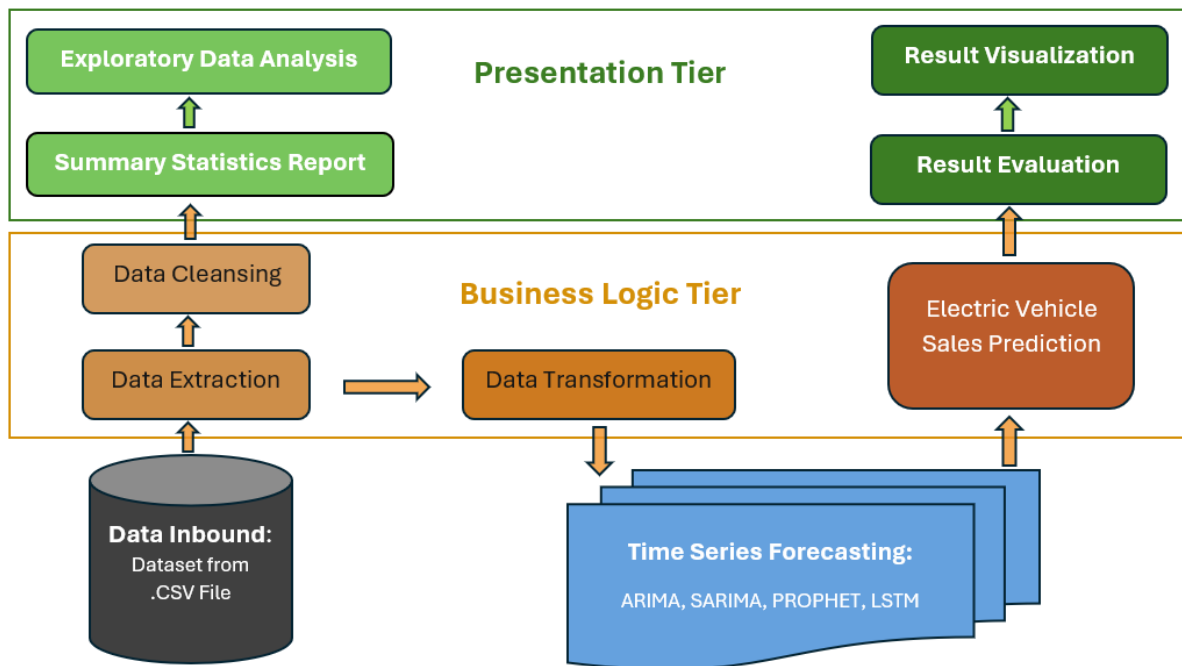 Exploratory Data Analysis
Presentation Tier
Result Visualization
Summary Statistics Report
Result Evaluation
Data Cleansing
Business Logic Tier
Electric Vehicle
Sales Prediction
Data Extraction
Data Transformation
Data Inbound:
Dataset from
.CSV File
Time Series Forecasting:
ARIMA, SARIMA, PROPHET, LSTM